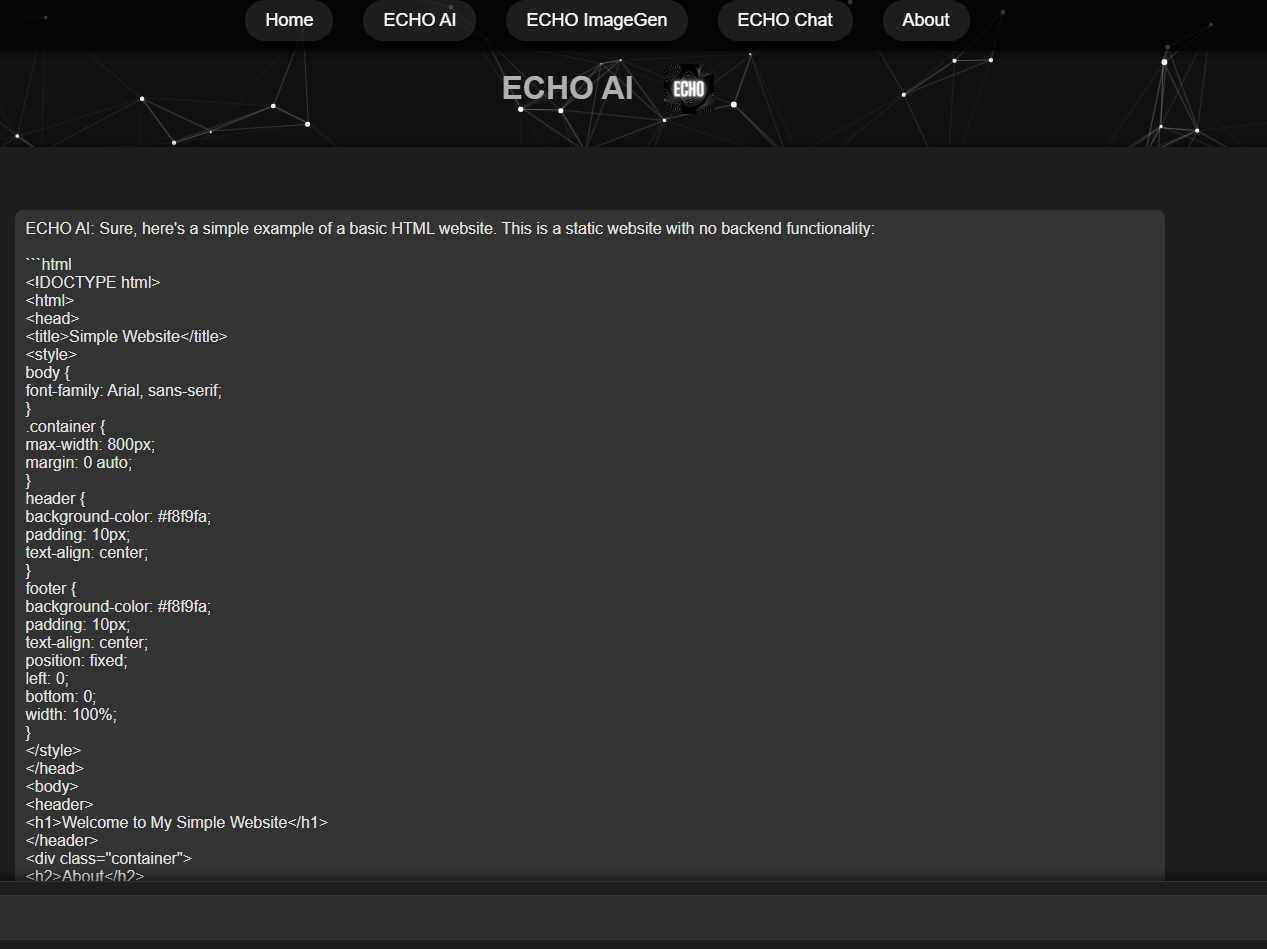 Home
ECHO AI
ECHO ImageGen
ECHO Chat
About
ECHO AI
ECHO
ECHO AI: Sure, here's a simple example of a basic HTML website. This is a static website with no backend functionality:
```html
<!DOCTYPE html>
<html>
<head>
<title>Simple Website</title>
<style>
body {
font-family: Arial, sans-serif;
}
.container {
max-width: 800px;
margin: 0 auto;
}
header {
background-color: #f8f9fa;
padding: 10px;
text-align: center;
}
footer {
background-color: #f8f9fa;
padding: 10px;
text-align: center;
position: fixed;
left: 0;
bottom: 0;
width: 100%;
}
</style>
</head>
<body>
<header>
<h1>Welcome to My Simple Website</h1>
</header>
<div class="container">
<h2>About</h2>